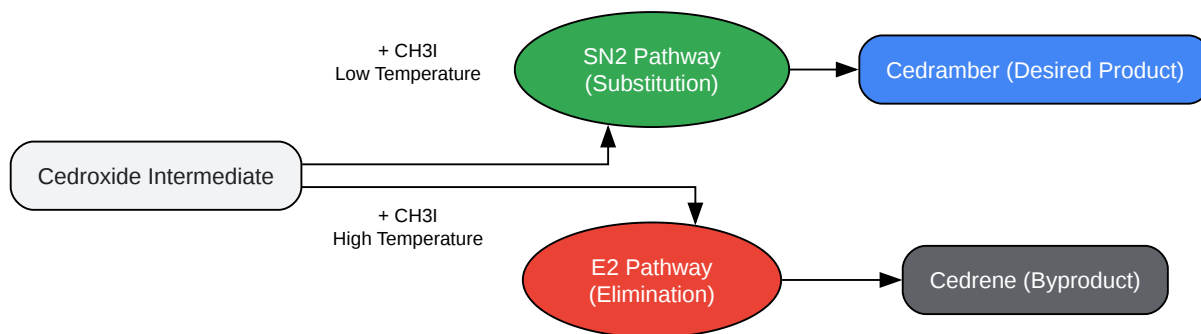 + CH3I
Low Temperature
SN2 Pathway
(Substitution)
Cedramber (Desired Product)
Cedroxide Intermediate
+ CH3I
High Temperature
E2 Pathway
(Elimination)
Cedrene (Byproduct)